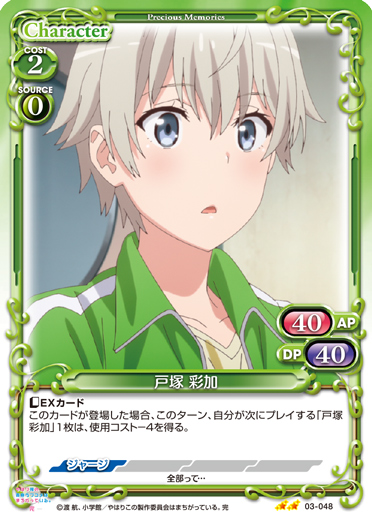 Precious Memories
Character
COST
2
SOURCE
0
40 AP
DP 40
戸塚 彩加
EXカード
このカードが登場した場合、このターン、自分が次にプレイする「戸塚
彩加」1枚は、使用コスト−4を得る。
ジャージ
全部って…
©渡 航、小学館／やはりこの製作委員会はまちがっている。完
03-048